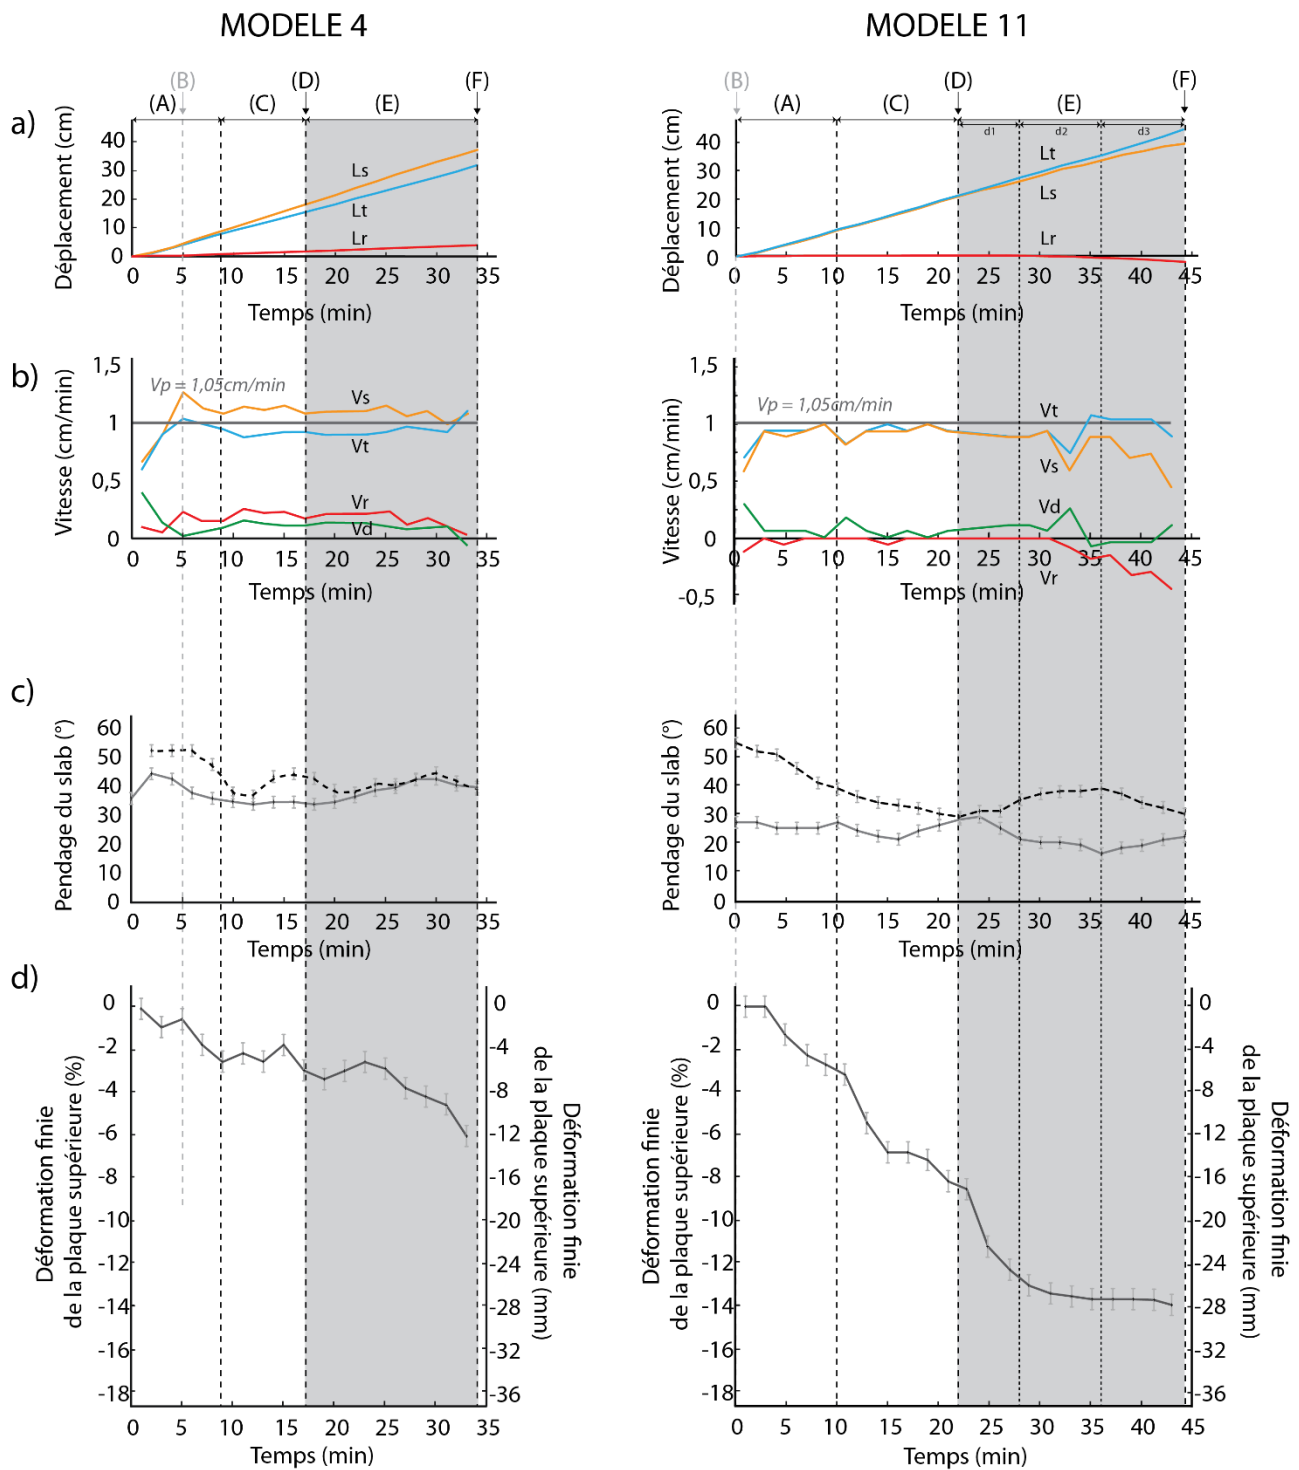 MODELE 4
(B)
(D)
(F)
(A)
(C)
(E)
a)
Déplacement (cm)
40
30
20
10
0
Ls
Lt
Lr
0 5 10 15 20 25 30 35
Temps (min)
b)
Vitesse (cm/min)
1,5
1
0,5
0
Vp = 1,05cm/min
Vs
Vt
Vr
Vd
0 5 10 15 20 25 30 35
Temps (min)
c)
Pendage du slab (°)
60
50
40
30
20
10
0
0 5 10 15 20 25 30 35
Temps (min)
d)
Déformation finie
de la plaque supérieure (%)
0
-2
-4
-6
-8
-10
-12
-14
-16
-18
0
-4
-8
-12
-16
-20
-24
-28
-32
-36
Déformation finie
de la plaque supérieure (mm)
0 5 10 15 20 25 30 35
Temps (min)
MODELE 11
(B)
(D)
(F)
(A)
(C)
(E)
d1
d2
d3
Déplacement (cm)
40
30
20
10
0
Lt
Ls
Lr
0 5 10 15 20 25 30 35 40 45
Temps (min)
Vitesse (cm/min)
1,5
1
0,5
0
-0,5
Vp = 1,05cm/min
Vt
Vs
Vd
Vr
0 5 10 15 20 25 30 35 40 45
Temps (min)
Pendage du slab (°)
60
50
40
30
20
10
0
0 5 10 15 20 25 30 35 40 45
Temps (min)
Déformation finie
de la plaque supérieure (%)
0
-2
-4
-6
-8
-10
-12
-14
-16
-18
0
-4
-8
-12
-16
-20
-24
-28
-32
-36
Déformation finie
de la plaque supérieure (mm)
0 5 10 15 20 25 30 35 40 45
Temps (min)